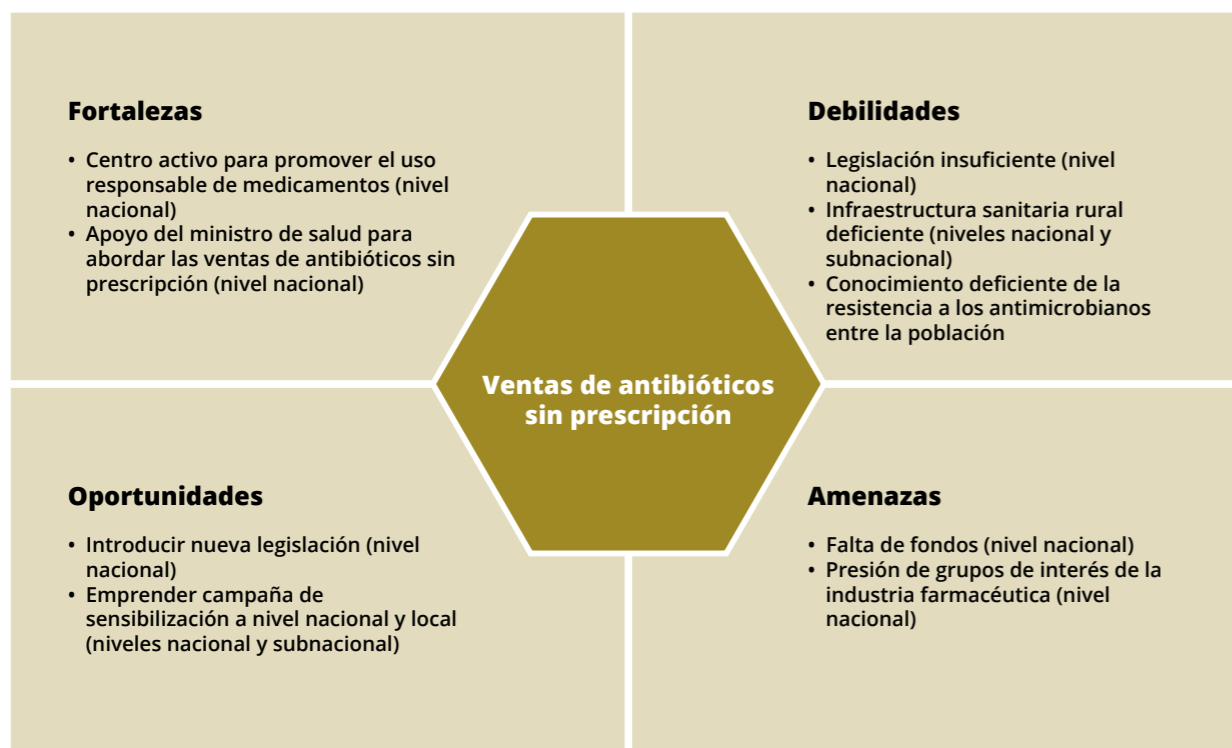 Fortalezas
• Centro activo para promover el uso
responsable de medicamentos (nivel
nacional)
• Apoyo del ministro de salud para
abordar las ventas de antibióticos sin
prescripción (nivel nacional)
Debilidades
• Legislación insuficiente (nivel
nacional)
• Infraestructura sanitaria rural
deficiente (niveles nacional y
subnacional)
• Conocimiento deficiente de la
resistencia a los antimicrobianos
entre la población
Ventas de antibióticos
sin prescripción
Oportunidades
• Introducir nueva legislación (nivel
nacional)
• Emprender campaña de
sensibilización a nivel nacional y local
(niveles nacional y subnacional)
Amenazas
• Falta de fondos (nivel nacional)
• Presión de grupos de interés de la
industria farmacéutica (nivel
nacional)